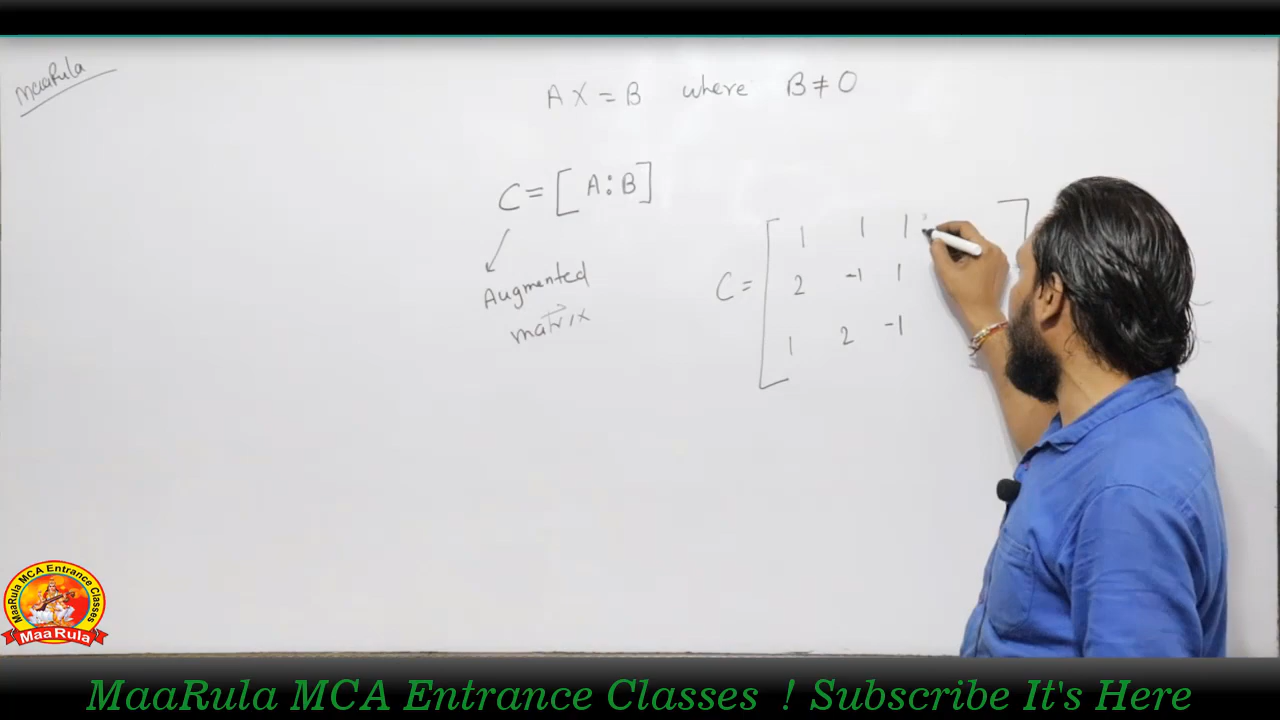 MaaRula
AX = B where B ≠ 0
C = [A : B]
Augmented
matrix
C = [
1 1 1 :
2 -1 1
1 2 -1
]
MaaRula MCA Entrance Classes
MaaRula
MaaRula MCA Entrance Classes ! Subscribe It's Here